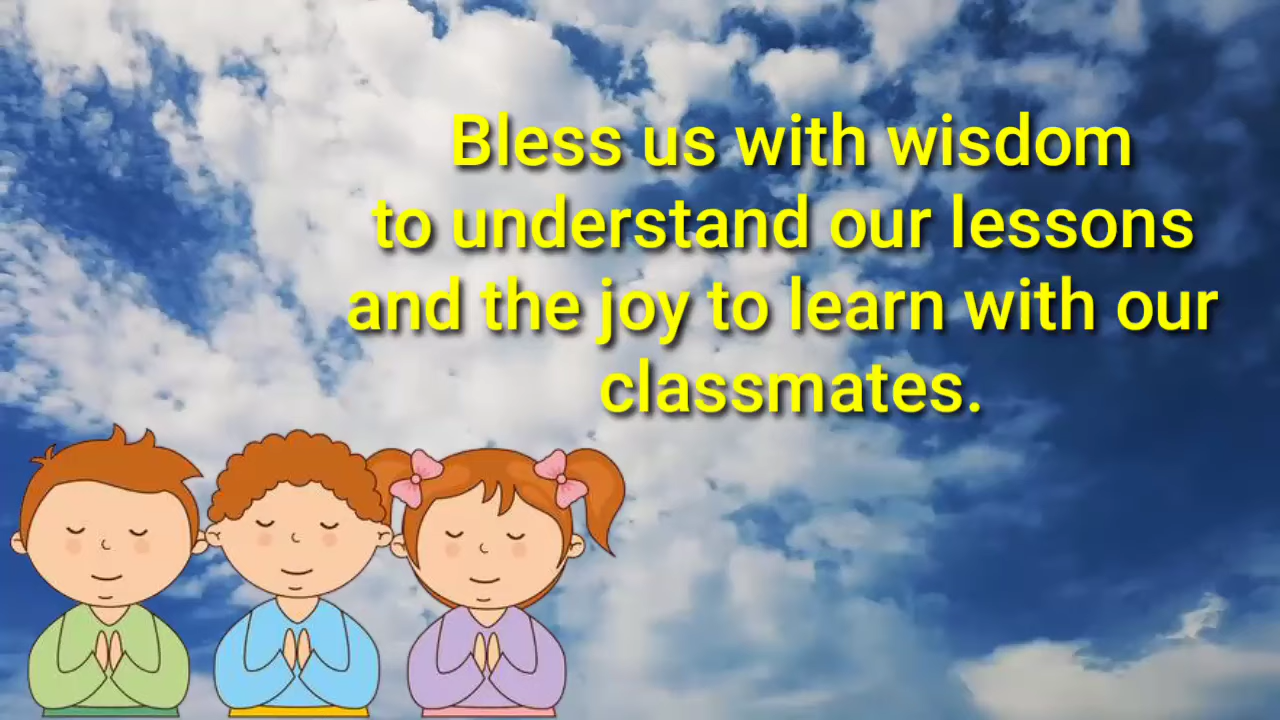 Bless us with wisdom
to understand our lessons
and the joy to learn with our
classmates.